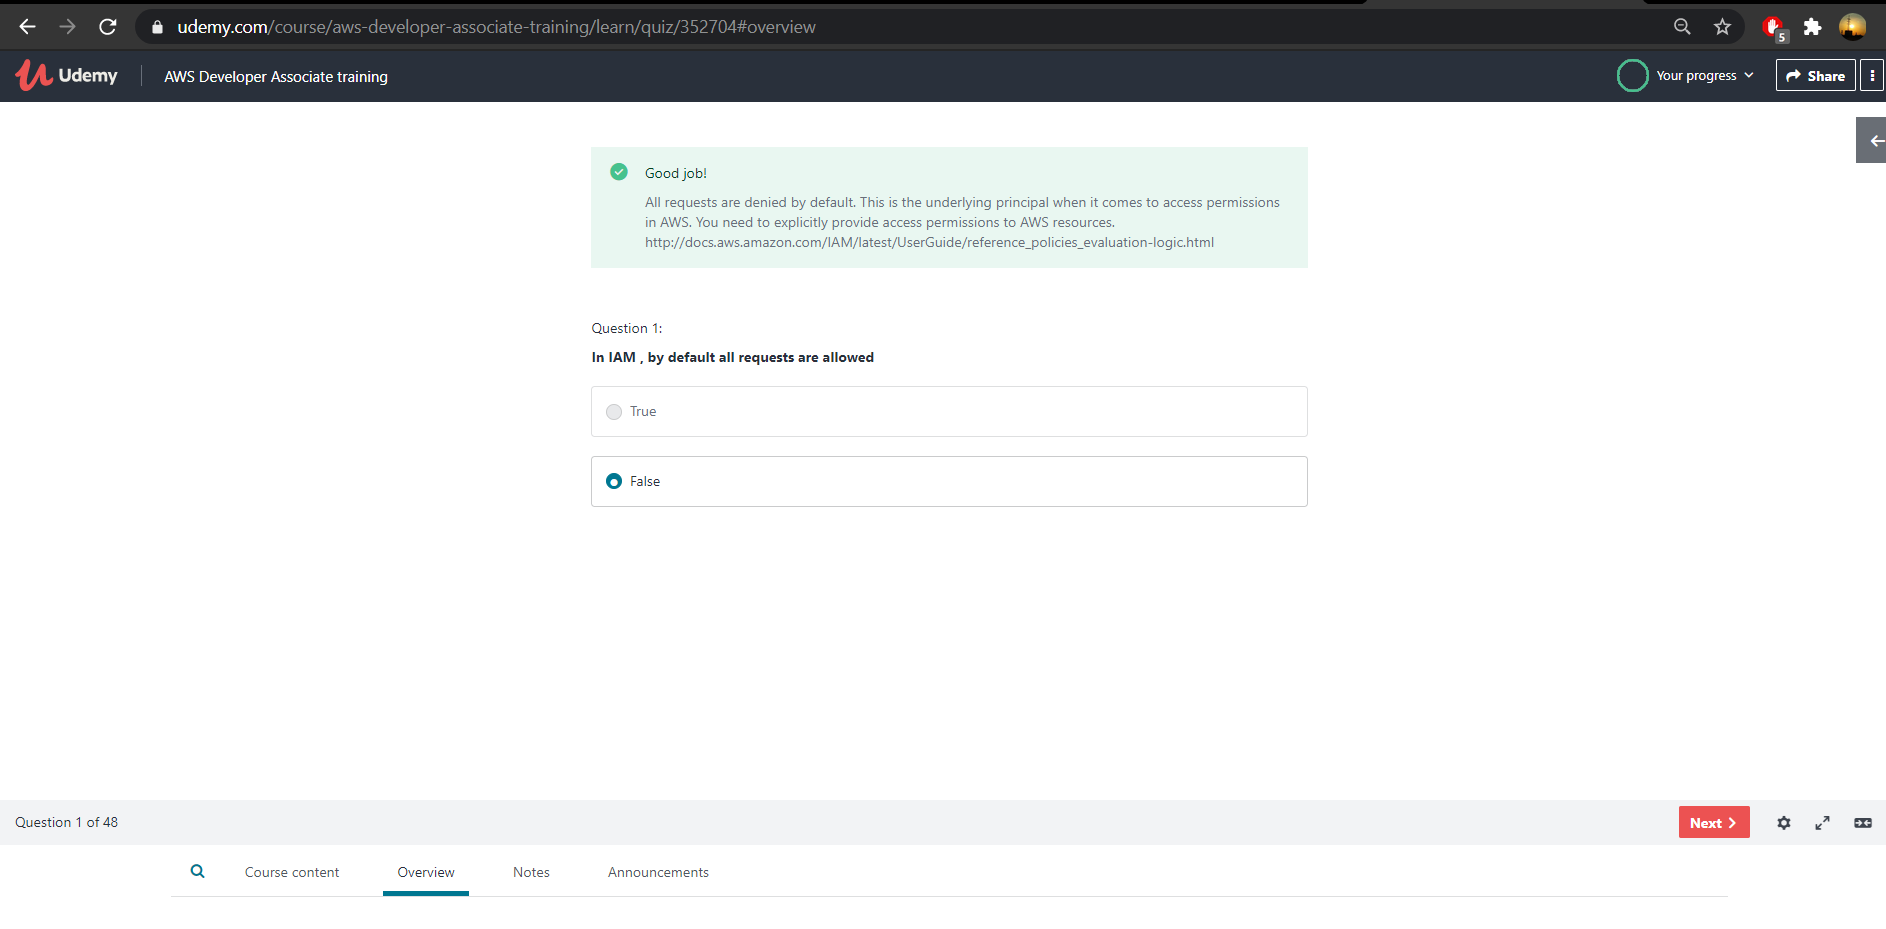 udemy.com/course/aws-developer-associate-training/learn/quiz/352704#overview
5
Udemy
AWS Developer Associate training
Your progress
Share
Good job!
All requests are denied by default. This is the underlying principal when it comes to access permissions
in AWS. You need to explicitly provide access permissions to AWS resources.
http://docs.aws.amazon.com/IAM/latest/UserGuide/reference_policies_evaluation-logic.html
Question 1:
In IAM , by default all requests are allowed
True
False
Question 1 of 48
Next
Course content
Overview
Notes
Announcements